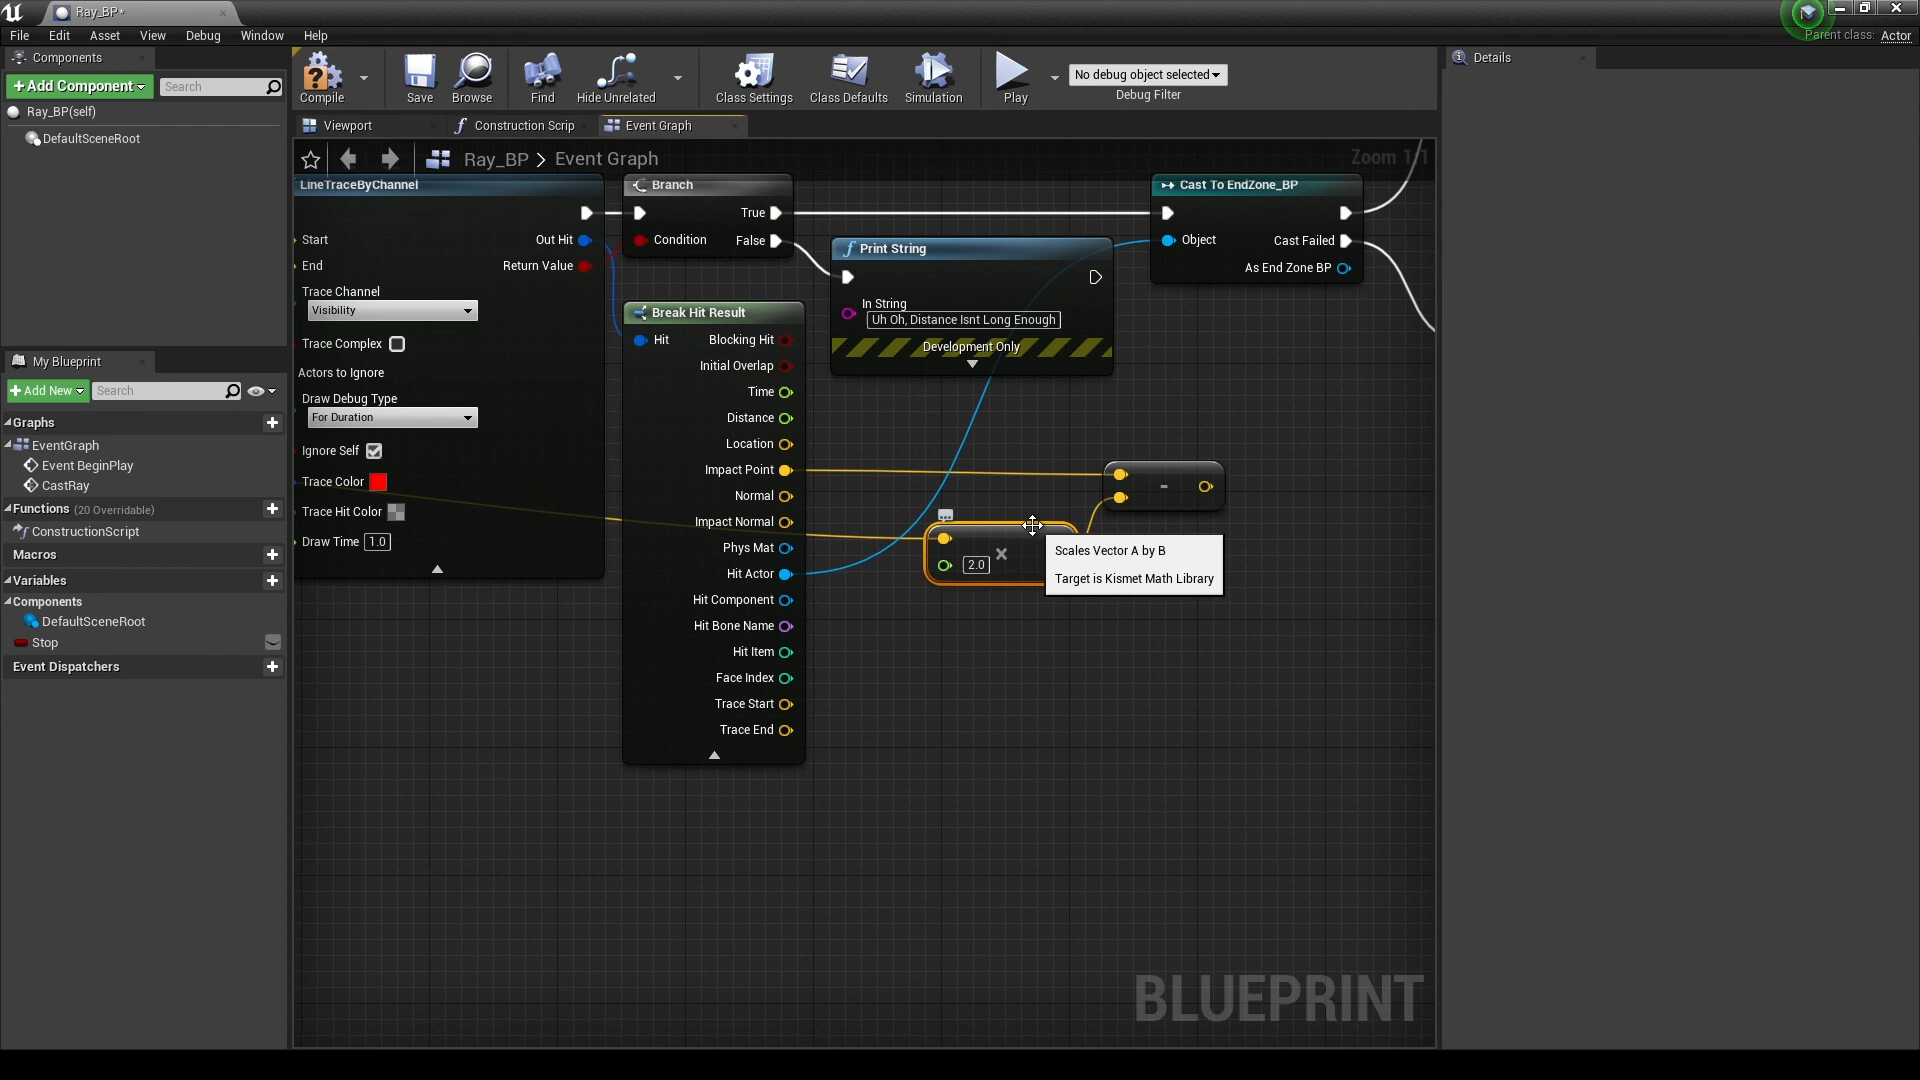 Ray_BP*
File Edit Asset View Debug Window Help
Parent class: Actor
Components
+Add Component
Search
Ray_BP(self)
DefaultSceneRoot
Compile
Save
Browse
Find
Hide Unrelated
Class Settings
Class Defaults
Simulation
Play
No debug object selected
Debug Filter
Details
Viewport
Construction Scrip
Event Graph
Ray_BP > Event Graph
Zoom 1:1
LineTraceByChannel
Start
Out Hit
End
Return Value
Trace Channel
Visibility
Trace Complex
Actors to Ignore
Draw Debug Type
For Duration
Ignore Self
Trace Color
Trace Hit Color
Draw Time 1.0
Branch
True
Condition
False
Print String
In String
Uh Oh, Distance Isnt Long Enough
Development Only
Cast To EndZone_BP
Object
Cast Failed
As End Zone BP
Break Hit Result
Hit
Blocking Hit
Initial Overlap
Time
Distance
Location
Impact Point
Normal
Impact Normal
Phys Mat
Hit Actor
Hit Component
Hit Bone Name
Hit Item
Face Index
Trace Start
Trace End
-
2.0
×
Scales Vector A by B
Target is Kismet Math Library
My Blueprint
+Add New
Search
Graphs
EventGraph
Event BeginPlay
CastRay
Functions (20 Overridable)
ConstructionScript
Macros
Variables
Components
DefaultSceneRoot
Stop
Event Dispatchers
BLUEPRINT